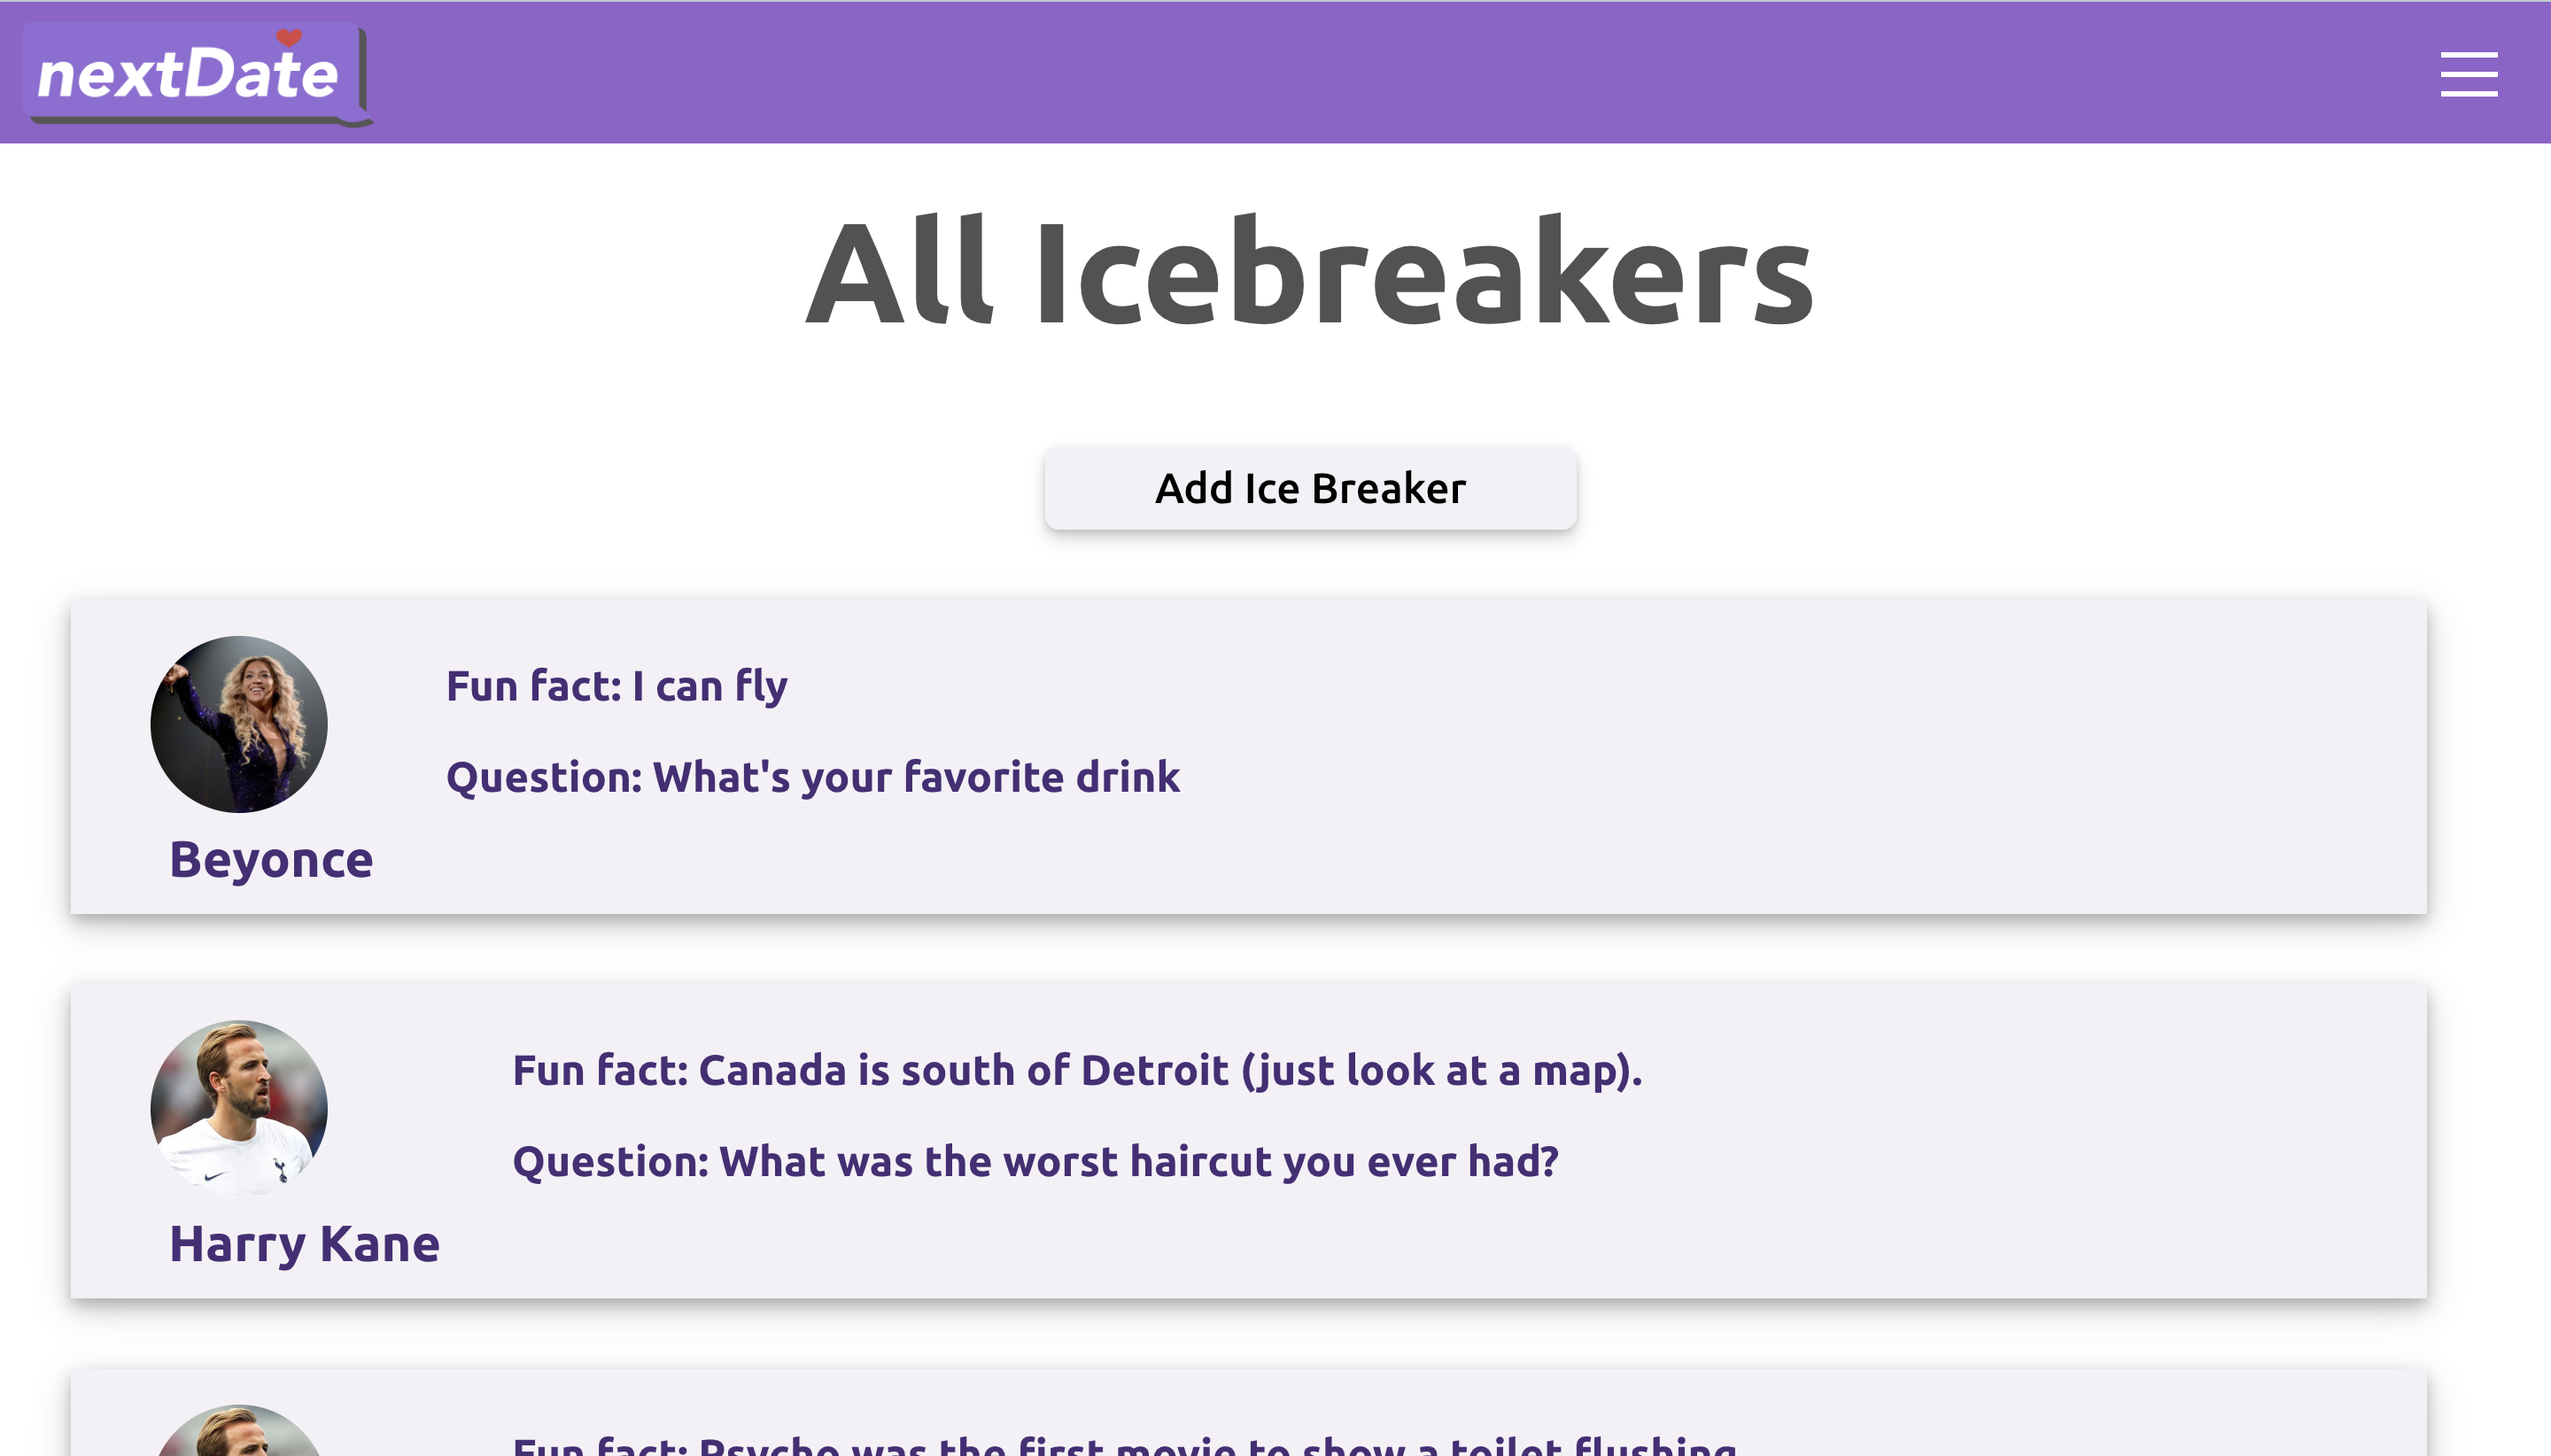 nextDate
All Icebreakers
Add Ice Breaker
Fun fact: I can fly
Question: What's your favorite drink
Beyonce
Fun fact: Canada is south of Detroit (just look at a map).
Question: What was the worst haircut you ever had?
Harry Kane
Fun fact: Psycho was the first movie to show a toilet flushing